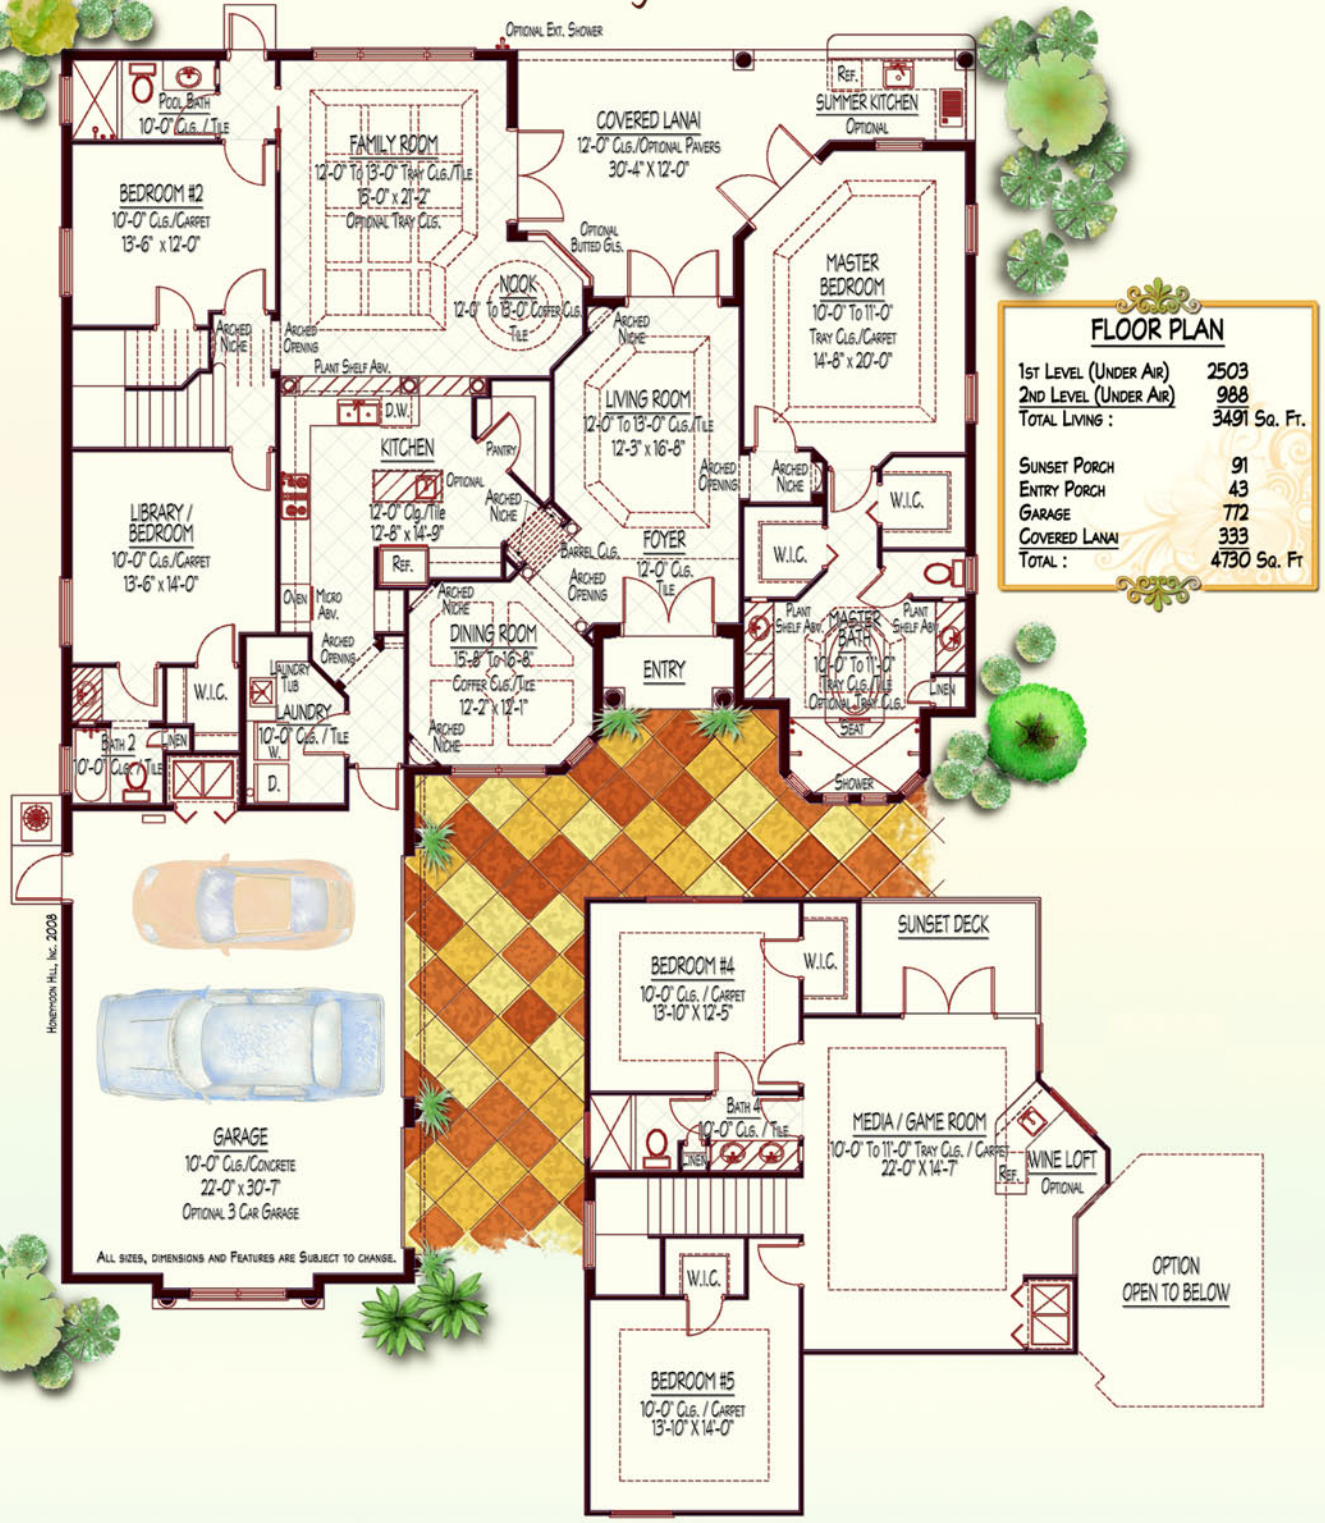 Optional Ext. Shower
Pool Bath
10'-0" Clg. / Tile
Family Room
12'-0" To 13'-0" Tray Clg./Tile
15'-0" x 21'-2"
Optional Tray Clg.
Covered Lanai
12'-0" Clg./Optional Pavers
30'-4" x 12'-0"
Ref.
Summer Kitchen
Optional
Bedroom #2
10'-0" Clg./Carpet
13'-6" x 12'-0"
Optional
Butted Gls.
Nook
12'-0" To 13'-0" Coffer Clg.
Tile
Master
Bedroom
10'-0" To 11'-0"
Tray Clg./Carpet
14'-8" x 20'-0"
Arched
Niche
Arched
Opening
Plant Shelf Abv.
Arched
Niche
Floor Plan
1st Level (Under Air) 2503
2nd Level (Under Air) 988
Total Living : 3491 Sq. Ft.
Sunset Porch 91
Entry Porch 43
Garage 772
Covered Lanai 333
Total : 4730 Sq. Ft
D.W.
Kitchen
Pantry
Optional
12'-0" Clg./Tile
12'-8" x 14'-9"
Arched
Niche
Ref.
Living Room
12'-0" To 13'-0" Clg./Tile
12'-3" x 16'-8"
Arched
Opening
Arched
Niche
W.I.C.
W.I.C.
Library /
Bedroom
10'-0" Clg./Carpet
13'-6" x 14'-0"
Oven
Micro
Abv.
Arched
Opening
Barrel Clg.
Arched
Opening
Foyer
12'-0" Clg.
Tile
Arched
Niche
Dining Room
15'-8" To 16'-8"
Coffer Clg./Tile
12'-2" x 12'-1"
Arched
Niche
Entry
Plant
Shelf Abv.
Master
Bath
10'-0" To 11'-0"
Tray Clg./Tile
Optional Tray Clg.
Plant
Shelf Abv.
Linen
Seat
Shower
W.I.C.
Laundry
Tub
Laundry
10'-0" Clg. / Tile
W.
D.
Bath 2
10'-0" Clg. / Tile
Linen
Honeymoon Hill, Inc. 2008
Garage
10'-0" Clg./Concrete
22'-0" x 30'-7"
Optional 3 Car Garage
All sizes, dimensions and Features are Subject to change.
Bedroom #4
10'-0" Clg. / Carpet
13'-10" X 12'-5"
W.I.C.
Sunset Deck
Bath 4
10'-0" Clg. / Tile
Linen
Media / Game Room
10'-0" To 11'-0" Tray Clg. / Carpet
22'-0" X 14'-7"
Ref.
Wine Loft
Optional
W.I.C.
Bedroom #5
10'-0" Clg. / Carpet
13'-10" X 14'-0"
Option
Open to Below